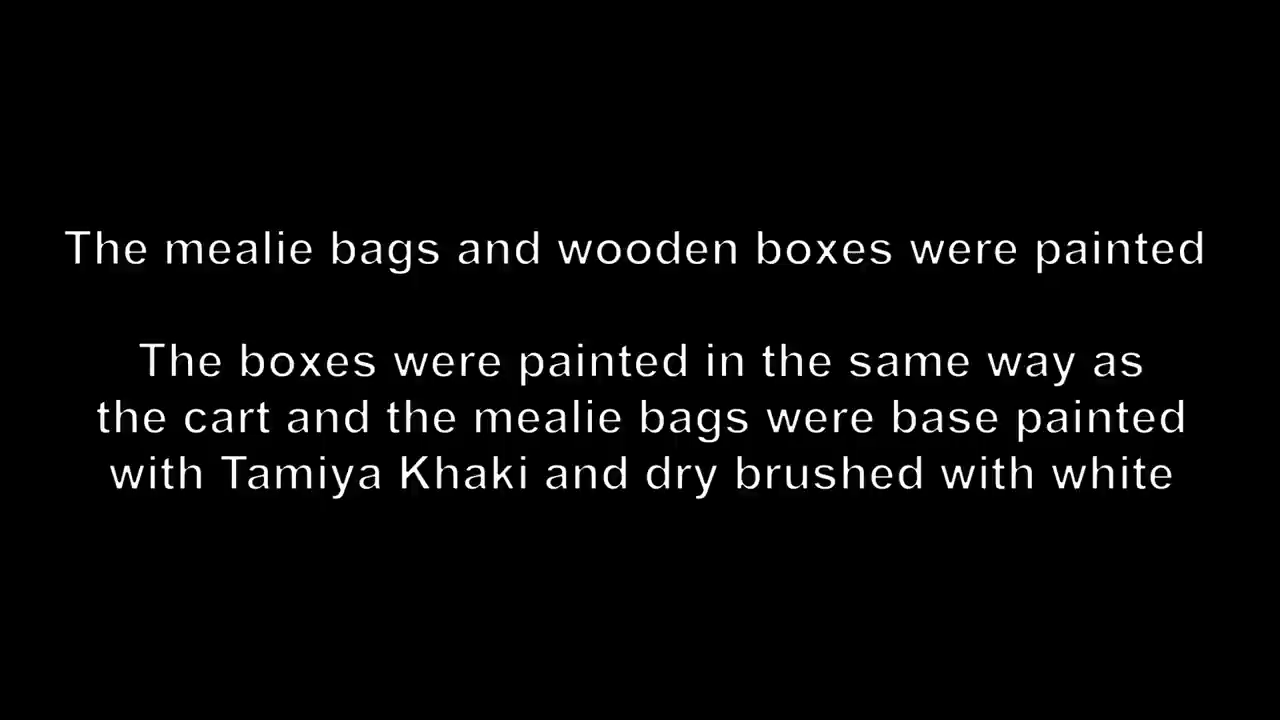 The mealie bags and wooden boxes were painted
The boxes were painted in the same way as
the cart and the mealie bags were base painted
with Tamiya Khaki and dry brushed with white